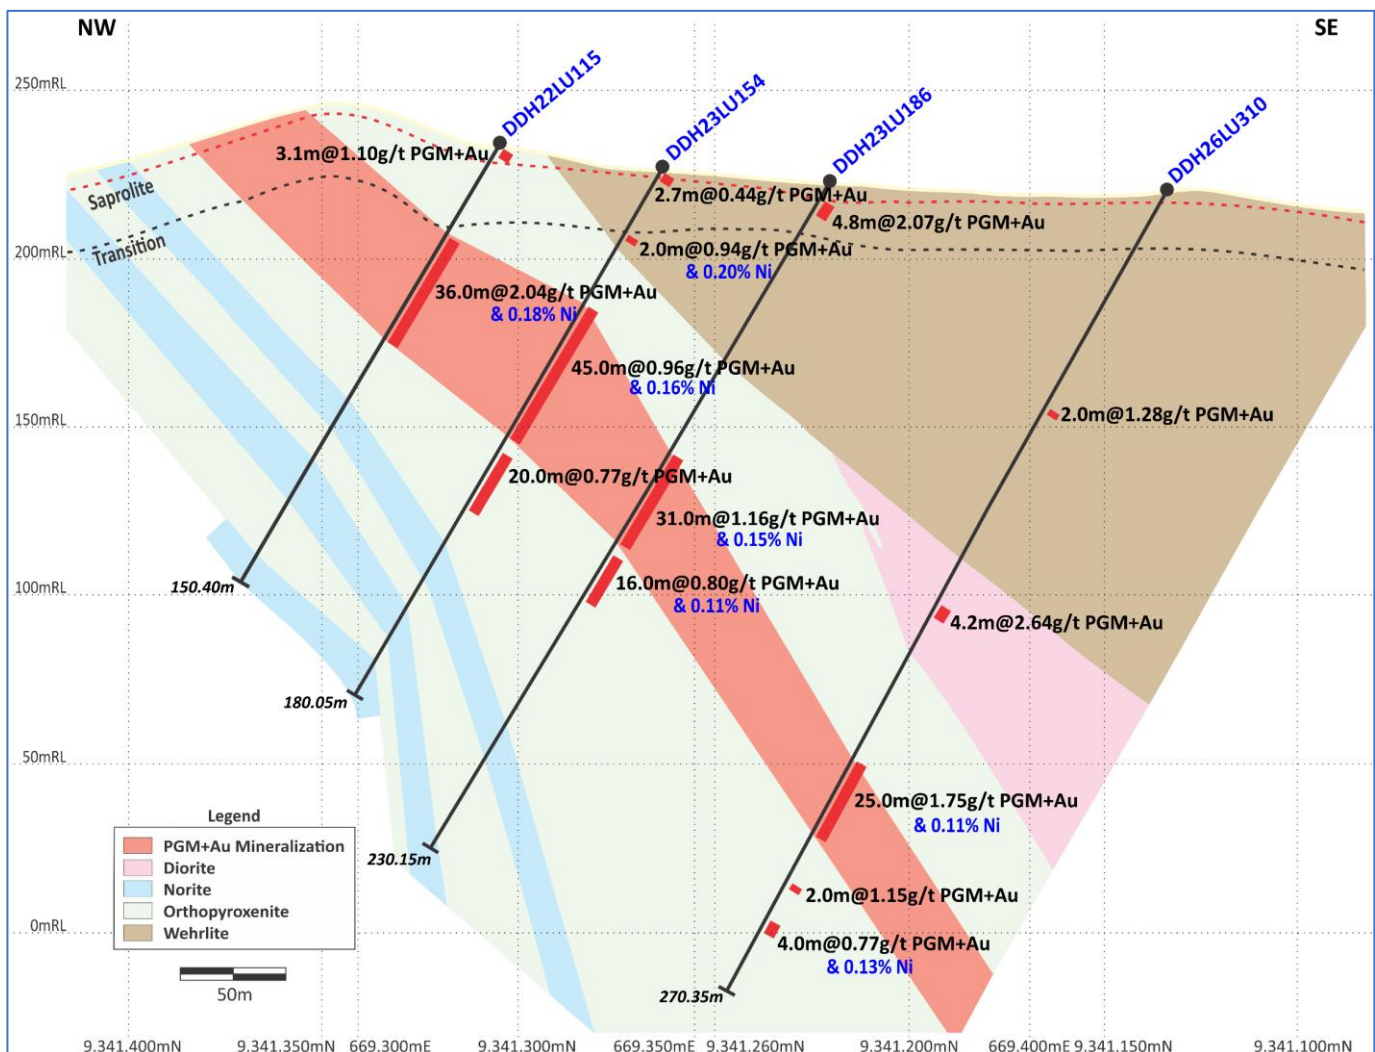 NW
SE
DDH22LU115
DDH23LU154
DDH23LU186
DDH26LU310
250mRL
200mRL
150mRL
100mRL
50mRL
0mRL
Saprolite
Transition
3.1m@1.10g/t PGM+Au
2.7m@0.44g/t PGM+Au
4.8m@2.07g/t PGM+Au
2.0m@0.94g/t PGM+Au
& 0.20% Ni
36.0m@2.04g/t PGM+Au
& 0.18% Ni
45.0m@0.96g/t PGM+Au
& 0.16% Ni
2.0m@1.28g/t PGM+Au
20.0m@0.77g/t PGM+Au
31.0m@1.16g/t PGM+Au
& 0.15% Ni
16.0m@0.80g/t PGM+Au
& 0.11% Ni
4.2m@2.64g/t PGM+Au
25.0m@1.75g/t PGM+Au
& 0.11% Ni
2.0m@1.15g/t PGM+Au
4.0m@0.77g/t PGM+Au
& 0.13% Ni
150.40m
180.05m
230.15m
270.35m
Legend
PGM+Au Mineralization
Diorite
Norite
Orthopyroxenite
Wehrlite
50m
9.341.400mN
9.341.350mN
669.300mE
9.341.300mN
669.350mE
9.341.260mN
9.341.200mN
669.400mE
9.341.150mN
9.341.100mN